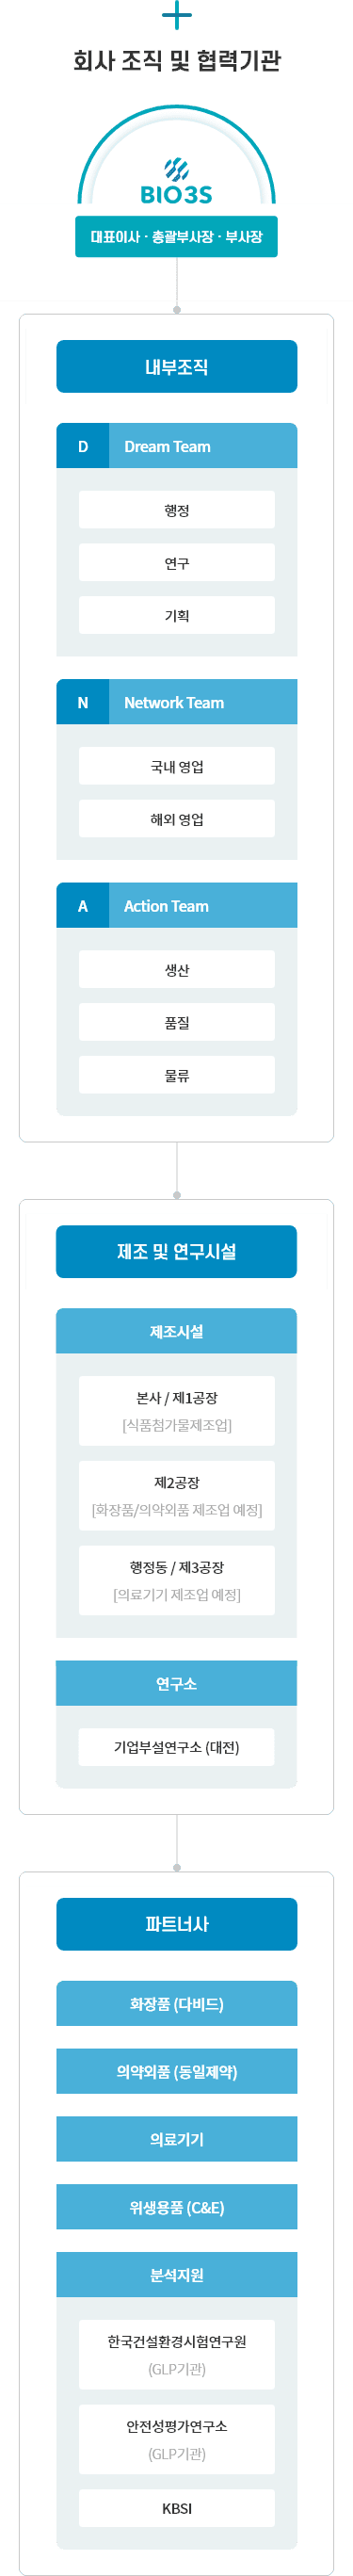 회사 조직 및 협력기관
BIO3S
대표이사 · 총괄부사장 · 부사장
내부조직
D Dream Team
행정
연구
기획
N Network Team
국내 영업
해외 영업
A Action Team
생산
품질
물류
제조 및 연구시설
제조시설
본사 / 제1공장
[식품첨가물제조업]
제2공장
[화장품/의약외품 제조업 예정]
행정동 / 제3공장
[의료기기 제조업 예정]
연구소
기업부설연구소 (대전)
파트너사
화장품 (다비드)
의약외품 (동일제약)
의료기기
위생용품 (C&E)
분석지원
한국건설환경시험연구원
(GLP기관)
안전성평가연구소
(GLP기관)
KBSI